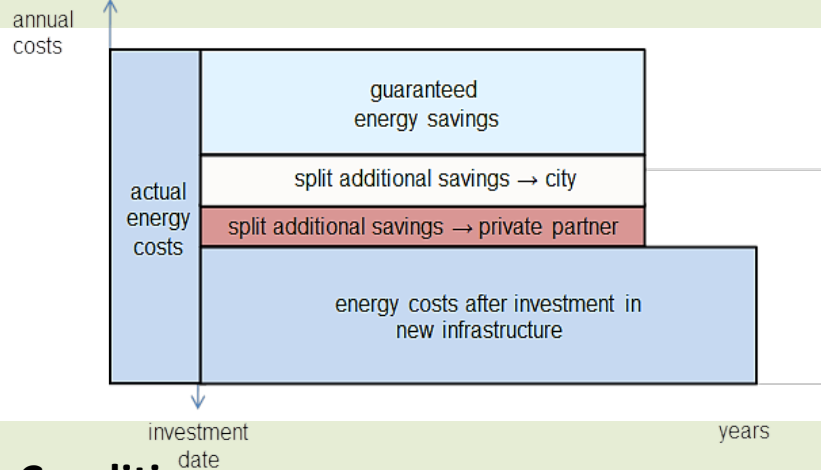 annual
costs
guaranteed
energy savings
split additional savings → city
actual
energy
costs
split additional savings → private partner
energy costs after investment in
new infrastructure
investment
date
years